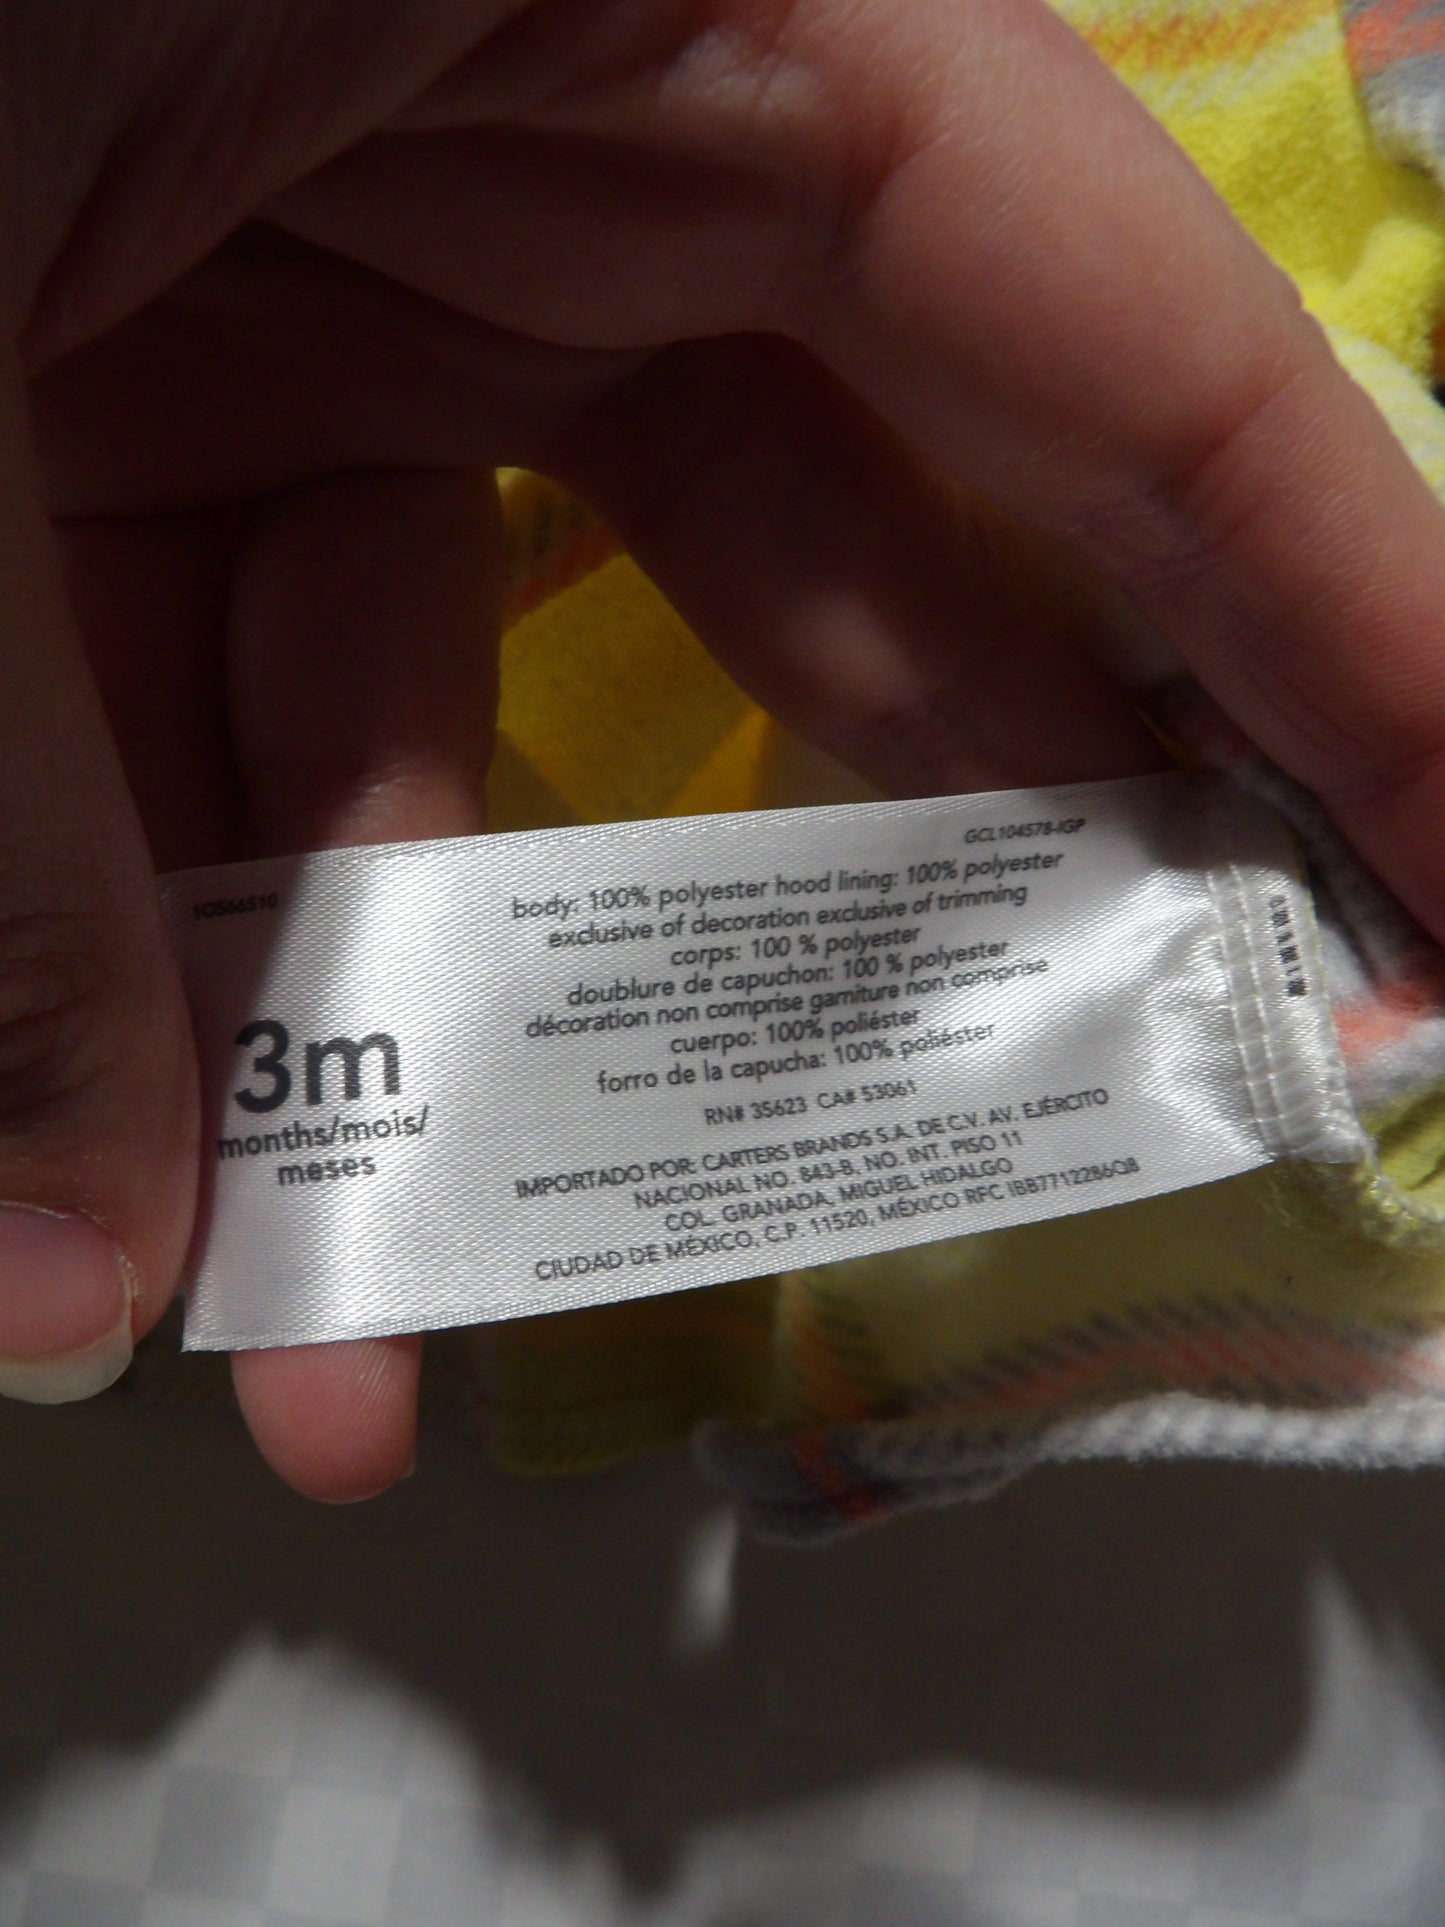 GCL104578-IGP
1O566510
body: 100% polyester hood lining: 100% polyester
exclusive of decoration exclusive of trimming
corps: 100 % polyester
doublure de capuchon: 100 % polyester
décoration non comprise garniture non comprise
cuerpo: 100% poliéster
forro de la capucha: 100% poliéster
RN# 35623 CA# 53061
IMPORTADO POR: CARTERS BRANDS S.A. DE C.V. AV. EJÉRCITO
NACIONAL NO. 843-B, NO. INT. PISO 11
COL. GRANADA, MIGUEL HIDALGO
CIUDAD DE MÉXICO, C.P. 11520, MÉXICO RFC IBB7712286Q8
3m
months/mois/
meses